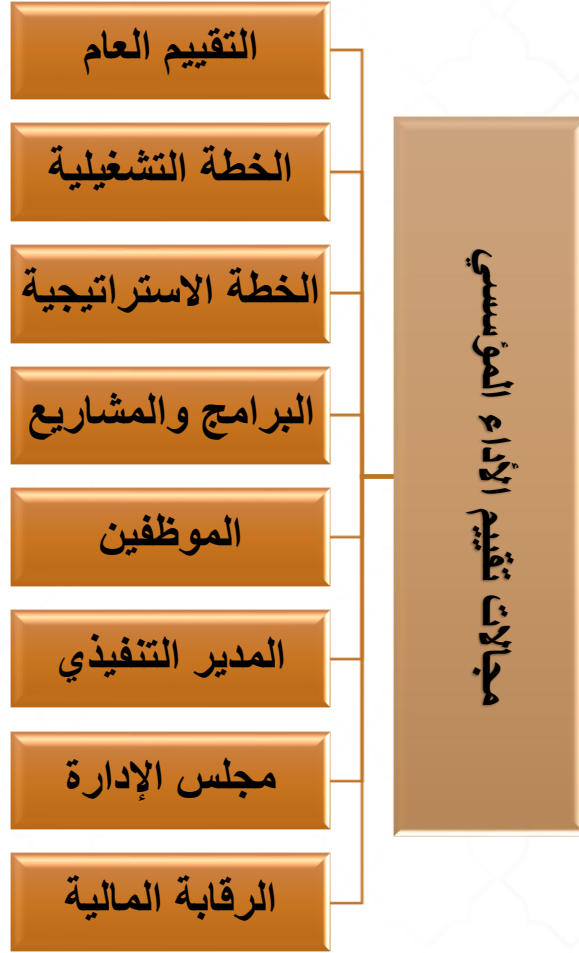 مجالات تقييم الأداء المؤسسي
التقييم العام
الخطة التشغيلية
الخطة الاستراتيجية
البرامج والمشاريع
الموظفين
المدير التنفيذي
مجلس الإدارة
الرقابة المالية